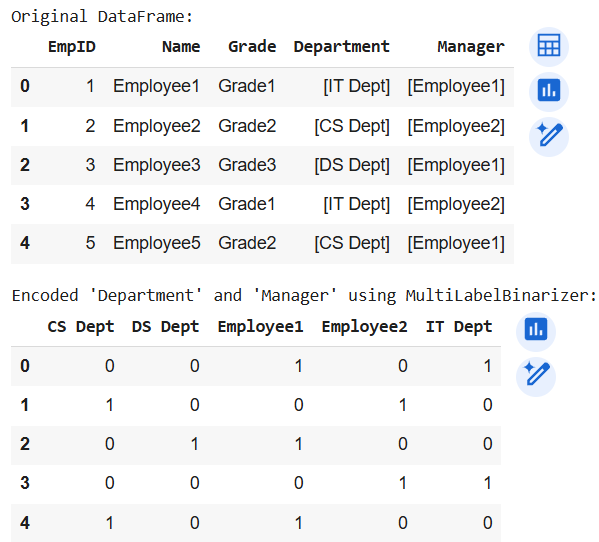 Original DataFrame:
EmpID Name Grade Department Manager
0 1 Employee1 Grade1 [IT Dept] [Employee1]
1 2 Employee2 Grade2 [CS Dept] [Employee2]
2 3 Employee3 Grade3 [DS Dept] [Employee1]
3 4 Employee4 Grade1 [IT Dept] [Employee2]
4 5 Employee5 Grade2 [CS Dept] [Employee1]
Encoded 'Department' and 'Manager' using MultiLabelBinarizer:
CS Dept DS Dept Employee1 Employee2 IT Dept
0 0 0 1 0 1
1 1 0 0 1 0
2 0 1 1 0 0
3 0 0 0 1 1
4 1 0 1 0 0